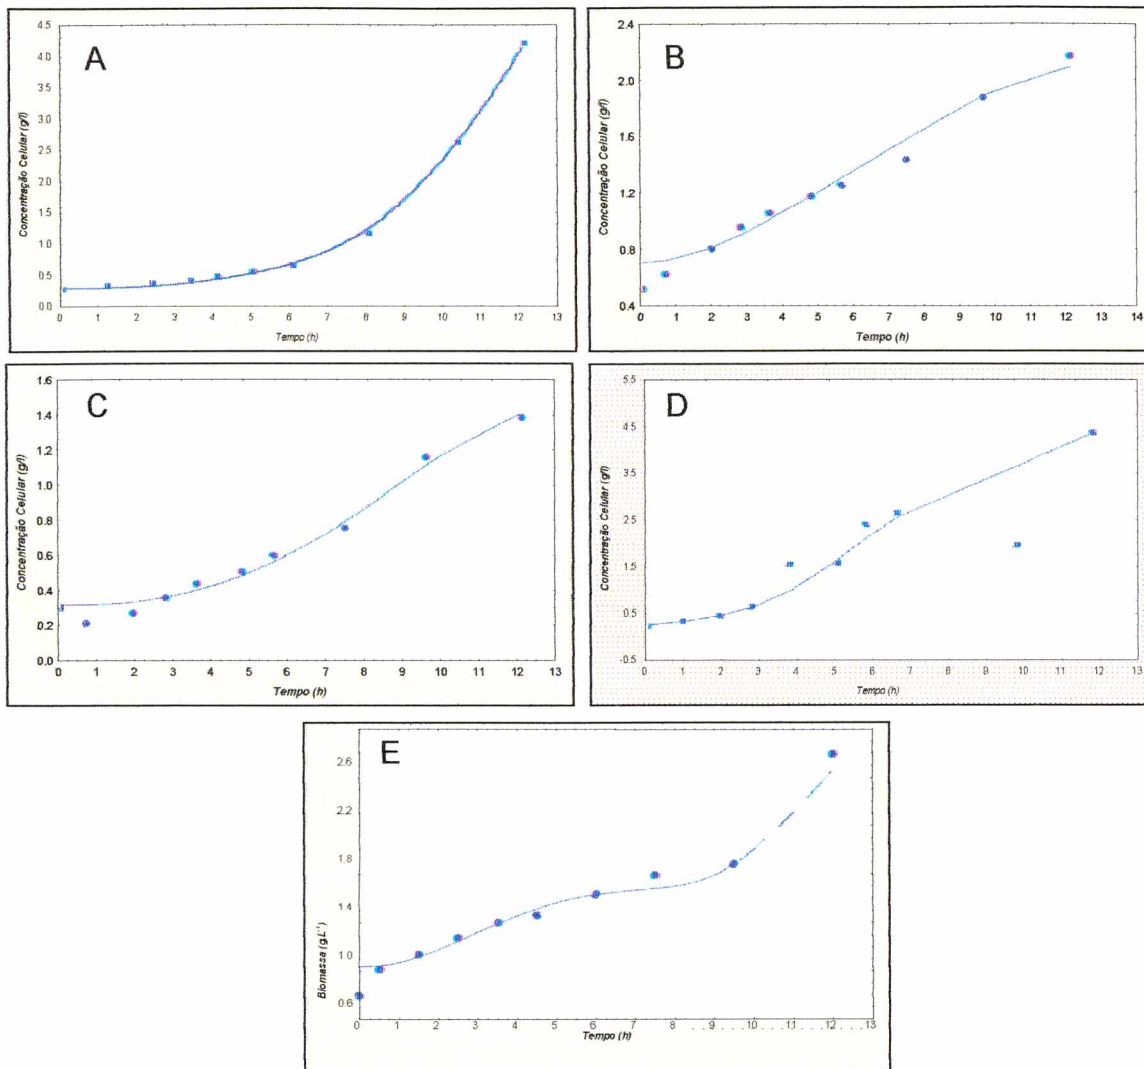 A
Concentração Celular (g/l)
4.5
4.0
3.5
3.0
2.5
2.0
1.5
1.0
0.5
0.0
0 1 2 3 4 5 6 7 8 9 10 11 12 13
Tempo (h)
B
Concentração Celular (g/l)
2.4
2.0
1.6
1.2
0.8
0.4
0 1 2 3 4 5 6 7 8 9 10 11 12 13 14
Tempo (h)
C
Concentração Celular (g/l)
1.6
1.4
1.2
1.0
0.8
0.6
0.4
0.2
0.0
0 1 2 3 4 5 6 7 8 9 10 11 12 13
Tempo (h)
D
Concentração Celular (g/l)
5.5
4.5
3.5
2.5
1.5
0.5
-0.5
0 1 2 3 4 5 6 7 8 9 10 11 12 13
Tempo (h)
E
Biomassa (g.L⁻¹)
2.6
2.2
1.8
1.4
1.0
0.6
0 1 2 3 4 5 6 7 8 9 10 11 12 13
Tempo (h)